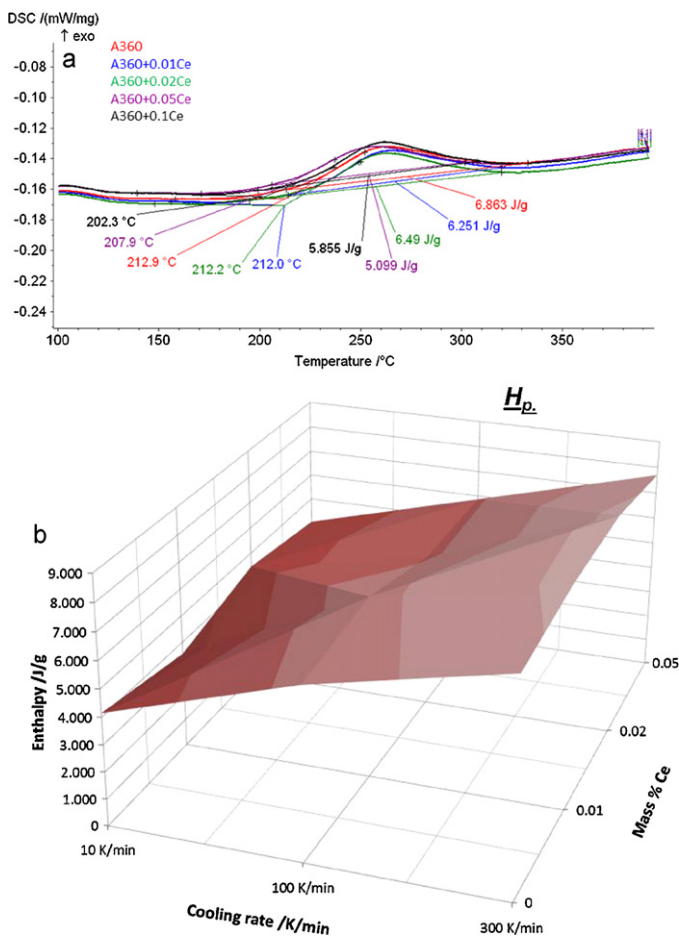 DSC /(mW/mg)
↑ exo
a
A360
A360+0.01Ce
A360+0.02Ce
A360+0.05Ce
A360+0.1Ce
-0.08
-0.10
-0.12
-0.14
-0.16
-0.18
-0.20
-0.22
-0.24
202.3 °C
207.9 °C
212.9 °C
212.2 °C
212.0 °C
5.855 J/g
5.099 J/g
6.49 J/g
6.251 J/g
6.863 J/g
100
150
200
250
300
350
Temperature /°C
Hp.
b
9.000
8.000
7.000
6.000
5.000
4.000
3.000
2.000
1.000
0
Enthalpy /J/g
10 K/min
100 K/min
300 K/min
Cooling rate /K/min
0
0.01
0.02
0.05
Mass % Ce